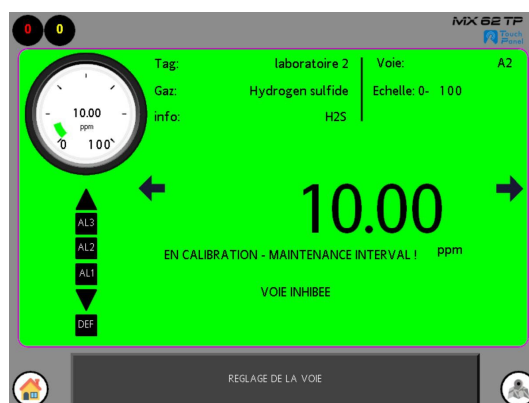 0 0
MX 62 TP
Touch Panel
Tag: laboratoire 2 Voie: A2
Gaz: Hydrogen sulfide Echelle: 0- 100
info: H2S
10.00
ppm
0 100
10.00
ppm
AL3
AL2
AL1
DEF
EN CALIBRATION - MAINTENANCE INTERVAL !
VOIE INHIBEE
REGLAGE DE LA VOIE